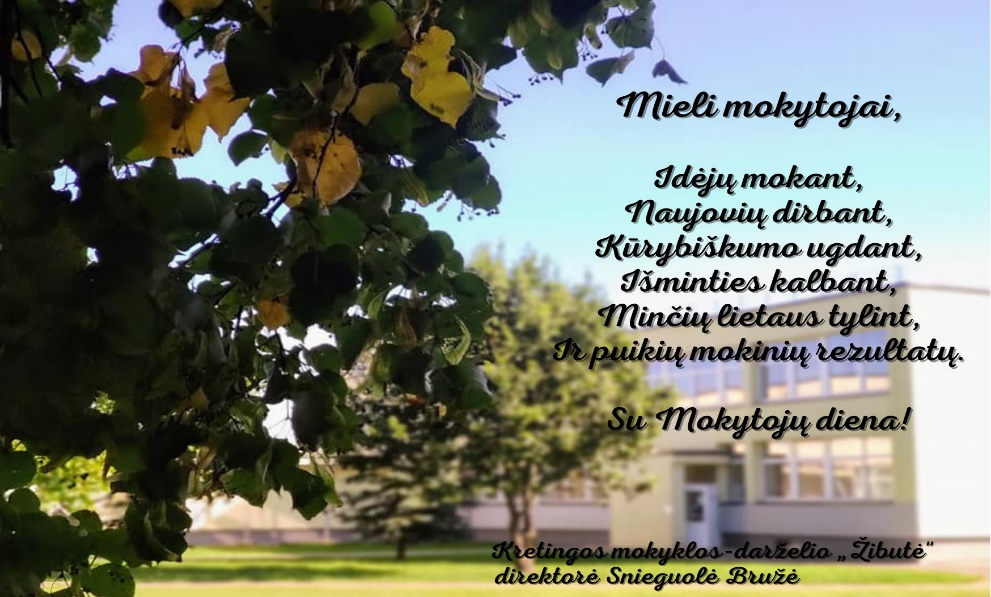 Mieli mokytojai,
Idėjų mokant,
Naujovių dirbant,
Kūrybiškumo ugdant,
Išminties kalbant,
Minčių lietaus tylint,
Ir puikių mokinių rezultatų.
Su Mokytojų diena!
Kretingos mokyklos-darželio „Žibutė“
direktorė Snieguolė Bružė